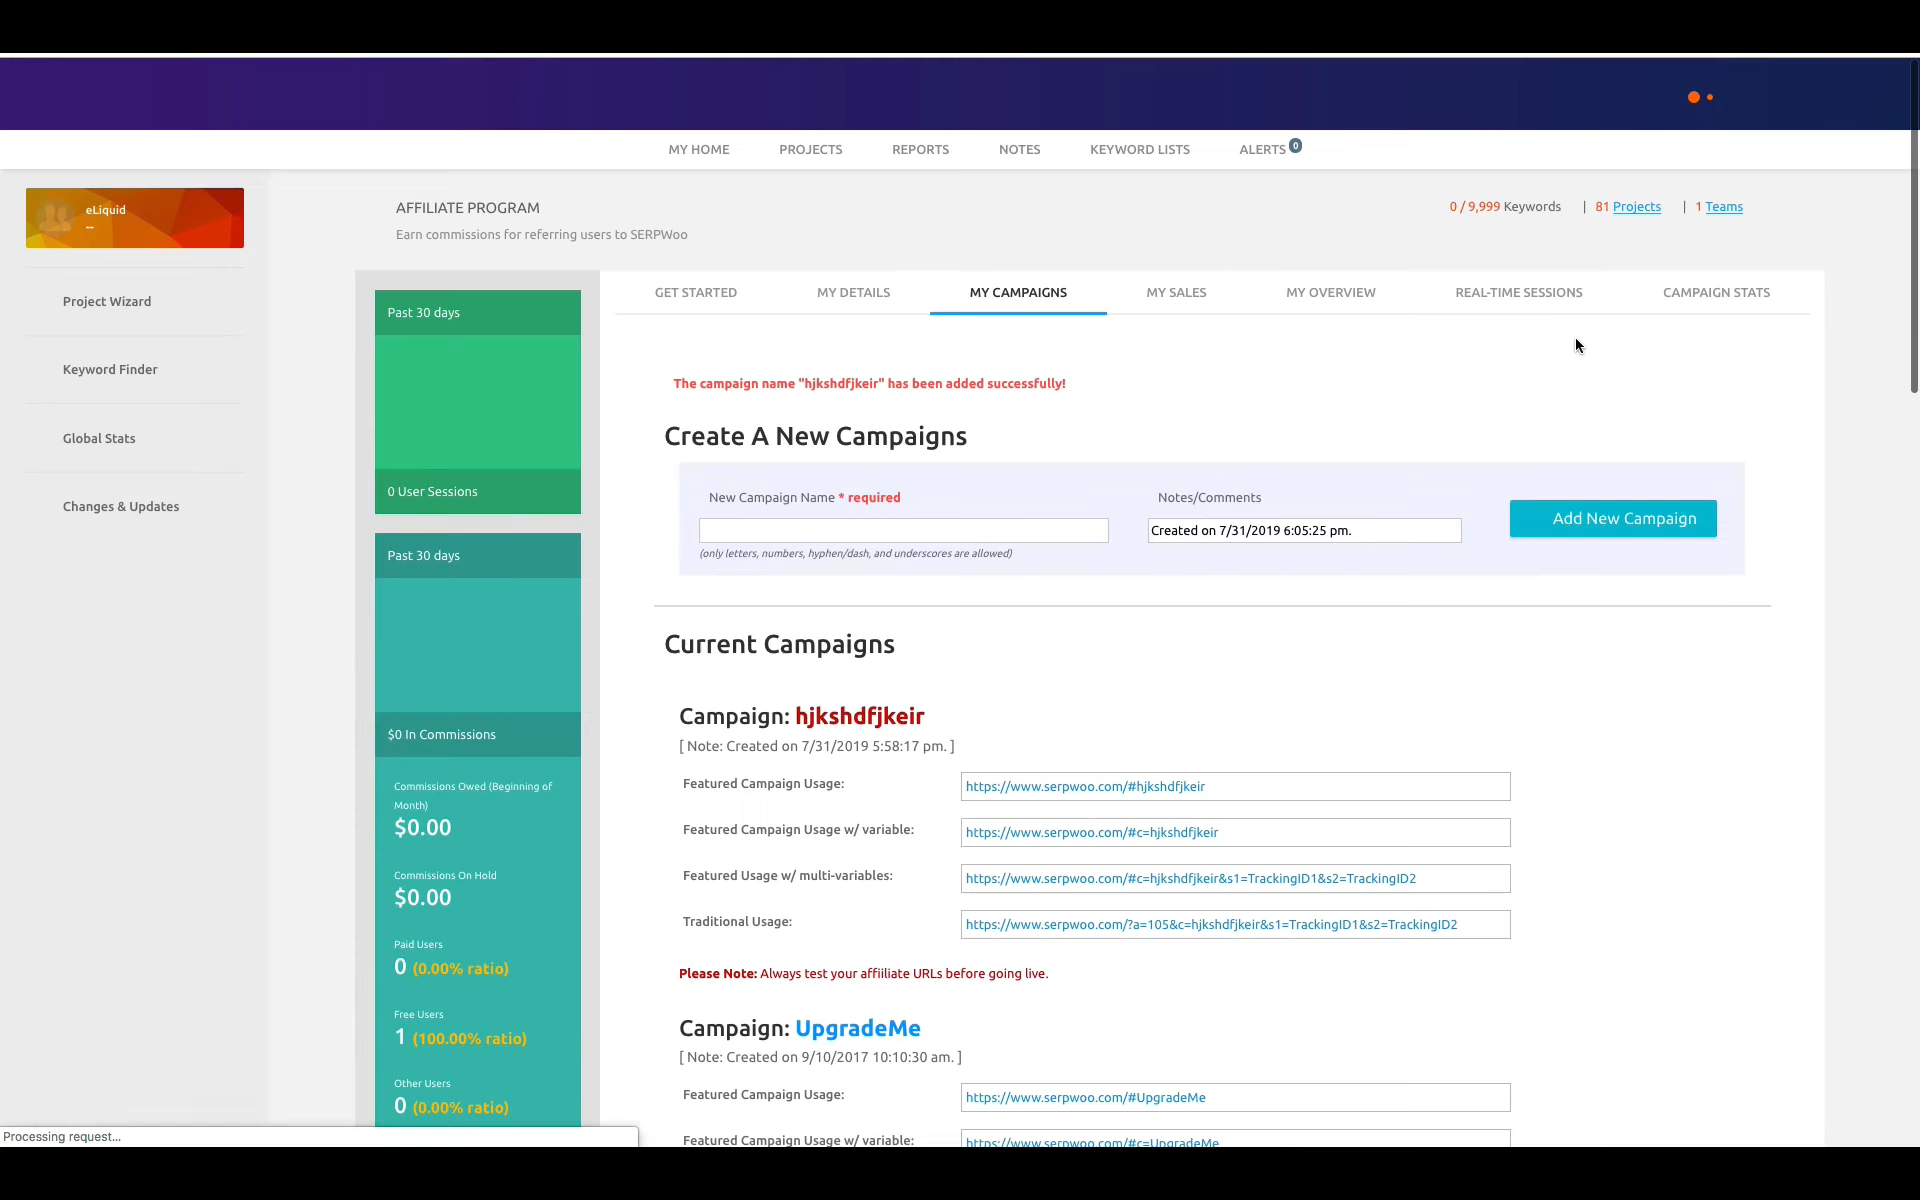 MY HOME PROJECTS REPORTS NOTES KEYWORD LISTS ALERTS 0
eLiquid
--
Project Wizard
Keyword Finder
Global Stats
Changes & Updates
AFFILIATE PROGRAM
Earn commissions for referring users to SERPWoo
0 / 9,999 Keywords | 81 Projects | 1 Teams
Past 30 days
0 User Sessions
Past 30 days
$0 In Commissions
Commissions Owed (Beginning of
Month)
$0.00
Commissions On Hold
$0.00
Paid Users
0 (0.00% ratio)
Free Users
1 (100.00% ratio)
Other Users
0 (0.00% ratio)
GET STARTED MY DETAILS MY CAMPAIGNS MY SALES MY OVERVIEW REAL-TIME SESSIONS CAMPAIGN STATS
The campaign name "hjkshdfjkeir" has been added successfully!
Create A New Campaigns
New Campaign Name * required
(only letters, numbers, hyphen/dash, and underscores are allowed)
Notes/Comments
Created on 7/31/2019 6:05:25 pm.
Add New Campaign
Current Campaigns
Campaign: hjkshdfjkeir
[ Note: Created on 7/31/2019 5:58:17 pm. ]
Featured Campaign Usage: https://www.serpwoo.com/#hjkshdfjkeir
Featured Campaign Usage w/ variable: https://www.serpwoo.com/#c=hjkshdfjkeir
Featured Usage w/ multi-variables: https://www.serpwoo.com/#c=hjkshdfjkeir&s1=TrackingID1&s2=TrackingID2
Traditional Usage: https://www.serpwoo.com/?a=105&c=hjkshdfjkeir&s1=TrackingID1&s2=TrackingID2
Please Note: Always test your affiiliate URLs before going live.
Campaign: UpgradeMe
[ Note: Created on 9/10/2017 10:10:30 am. ]
Featured Campaign Usage: https://www.serpwoo.com/#UpgradeMe
Featured Campaign Usage w/ variable: https://www.serpwoo.com/#c=UpgradeMe
Processing request...